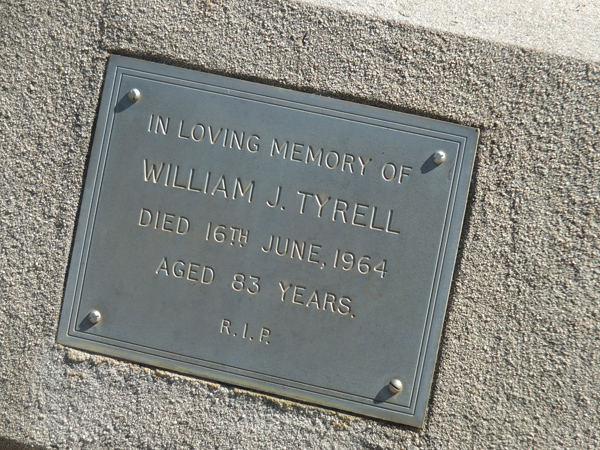 IN LOVING MEMORY OF
WILLIAM J. TYRELL
DIED 16TH JUNE, 1964
AGED 83 YEARS.
R.I.P.